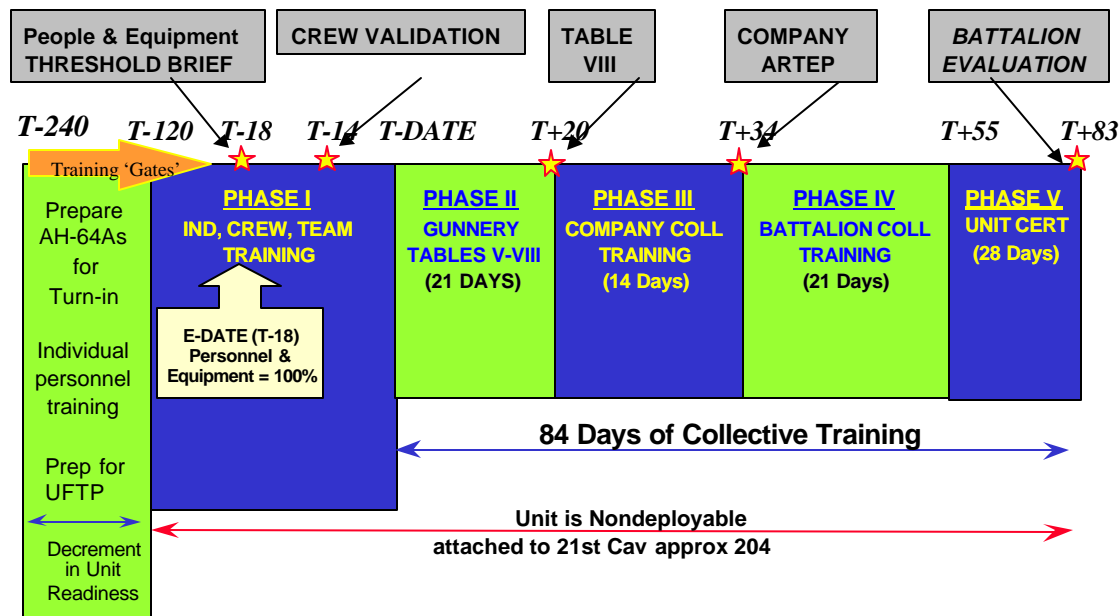 People & Equipment
THRESHOLD BRIEF
CREW VALIDATION
TABLE
VIII
COMPANY
ARTEP
BATTALION
EVALUATION
T-240
T-120
T-18
T-14
T-DATE
T+20
T+34
T+55
T+83
Training 'Gates'
Prepare
AH-64As
for
Turn-in
Individual
personnel
training
Prep for
UFTP
Decrement
in Unit
Readiness
PHASE I
IND, CREW, TEAM
TRAINING
E-DATE (T-18)
Personnel &
Equipment = 100%
PHASE II
GUNNERY
TABLES V-VIII
(21 DAYS)
PHASE III
COMPANY COLL
TRAINING
(14 Days)
PHASE IV
BATTALION COLL
TRAINING
(21 Days)
PHASE V
UNIT CERT
(28 Days)
84 Days of Collective Training
Unit is Nondeployable
attached to 21st Cav approx 204